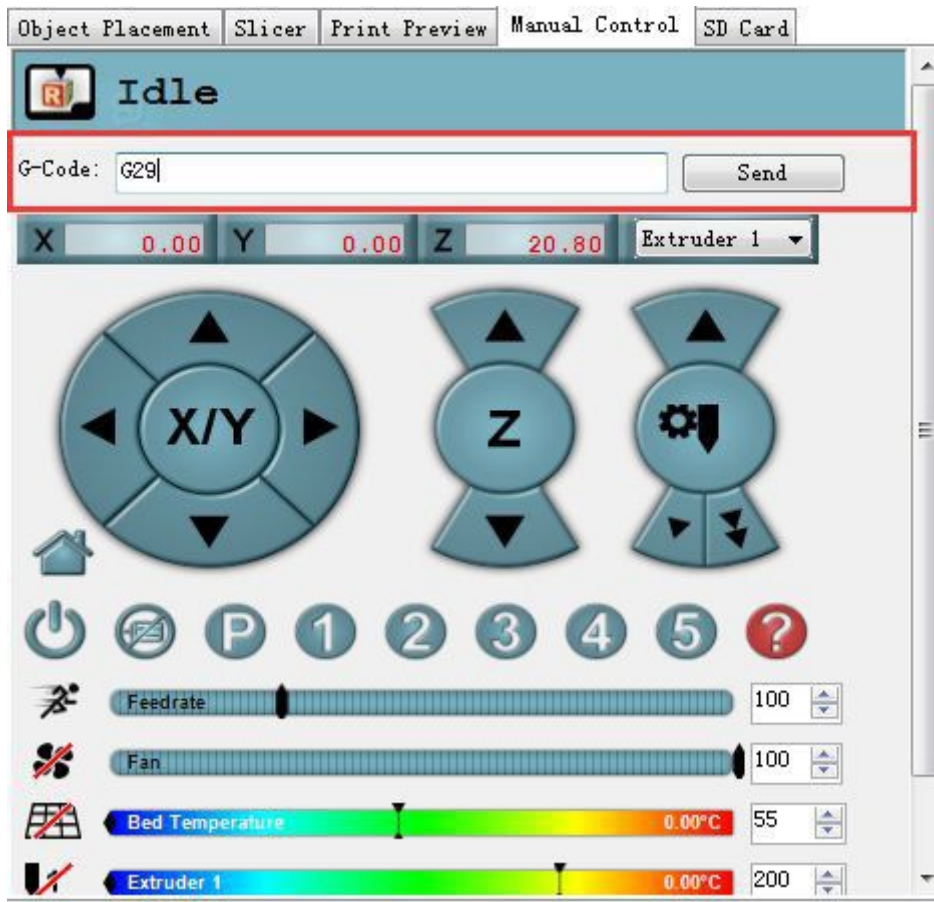 Object Placement Slicer Print Preview Manual Control SD Card
R Idle
G-Code: G29 Send
X 0.00 Y 0.00 Z 20.80 Extruder 1
X/Y Z
P 1 2 3 4 5 ?
Feedrate 100
Fan 100
Bed Temperature 0.00°C 55
1 Extruder 1 0.00°C 200